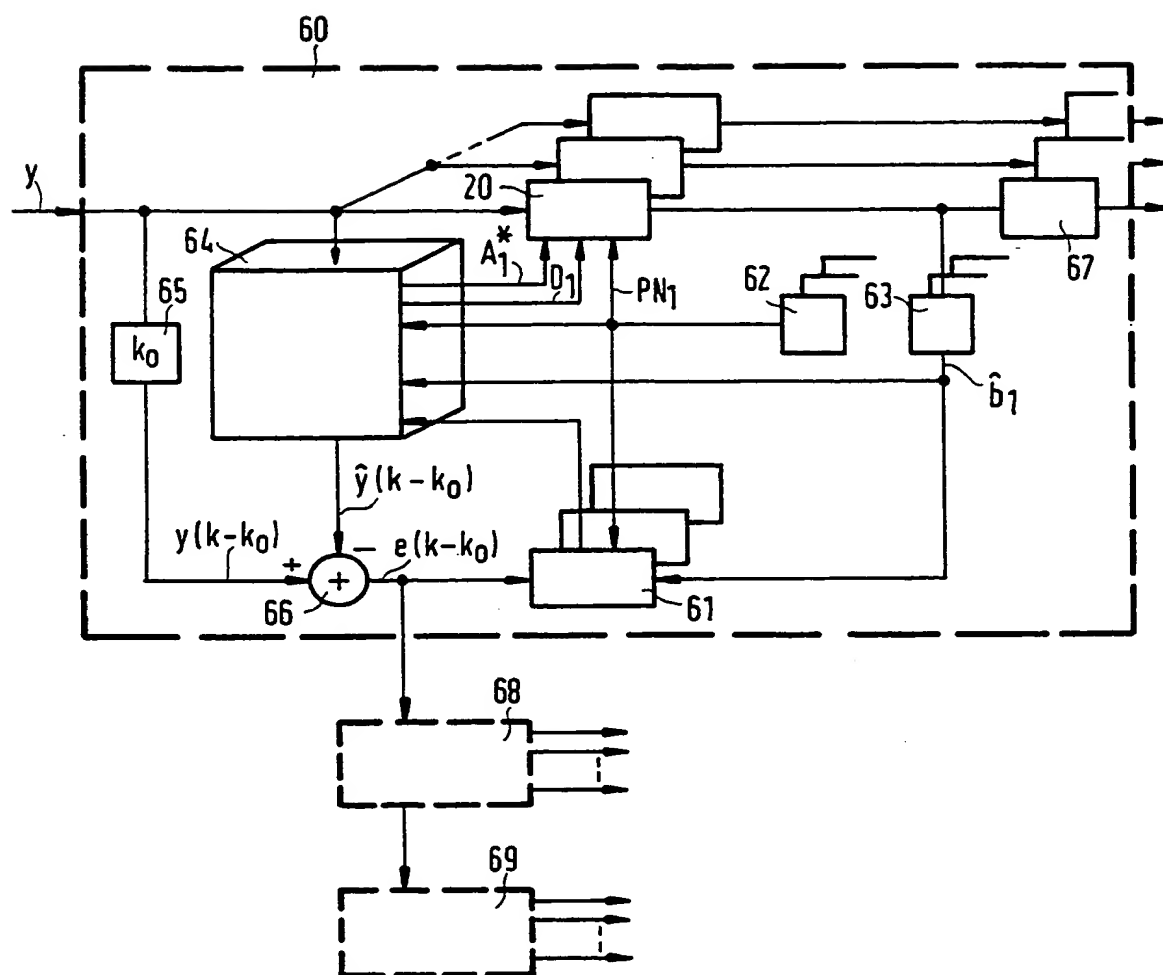 60
y
20
64
A₁*
D₁
PN₁
62
63
67
65
k₀
b̂₁
ŷ(k-k₀)
y(k-k₀)
e(k-k₀)
+
−
+
66
61
68
69